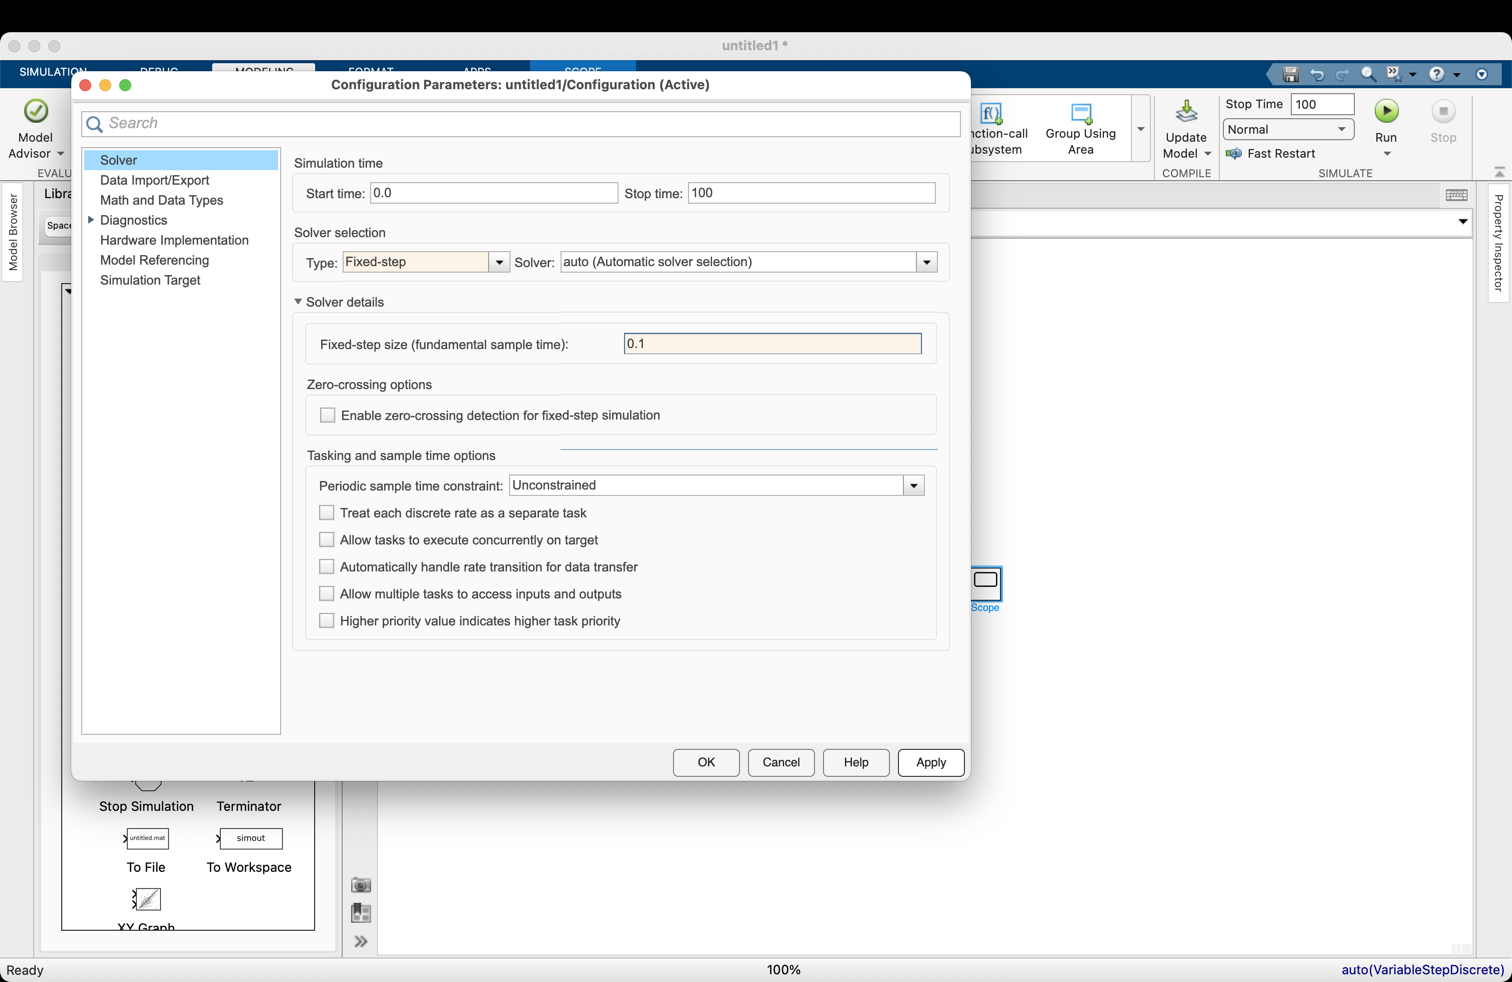 untitled1 *
SIMULATION DEBUG MODELING FORMAT APPS SCOPE
Configuration Parameters: untitled1/Configuration (Active)
Search
Model
Advisor
EVALU
Libra
Space
Model Browser
Solver
Data Import/Export
Math and Data Types
Diagnostics
Hardware Implementation
Model Referencing
Simulation Target
Simulation time
Start time: 0.0 Stop time: 100
Solver selection
Type: Fixed-step Solver: auto (Automatic solver selection)
Solver details
Fixed-step size (fundamental sample time): 0.1
Zero-crossing options
Enable zero-crossing detection for fixed-step simulation
Tasking and sample time options
Periodic sample time constraint: Unconstrained
Treat each discrete rate as a separate task
Allow tasks to execute concurrently on target
Automatically handle rate transition for data transfer
Allow multiple tasks to access inputs and outputs
Higher priority value indicates higher task priority
OK Cancel Help Apply
f()
nction-call
ubsystem
Group Using
Area
Update
Model
COMPILE
Stop Time 100
Normal
Fast Restart
Run
Stop
SIMULATE
Property Inspector
Scope
Stop Simulation Terminator
untitled.mat simout
To File To Workspace
XY Graph
Ready 100% auto(VariableStepDiscrete)